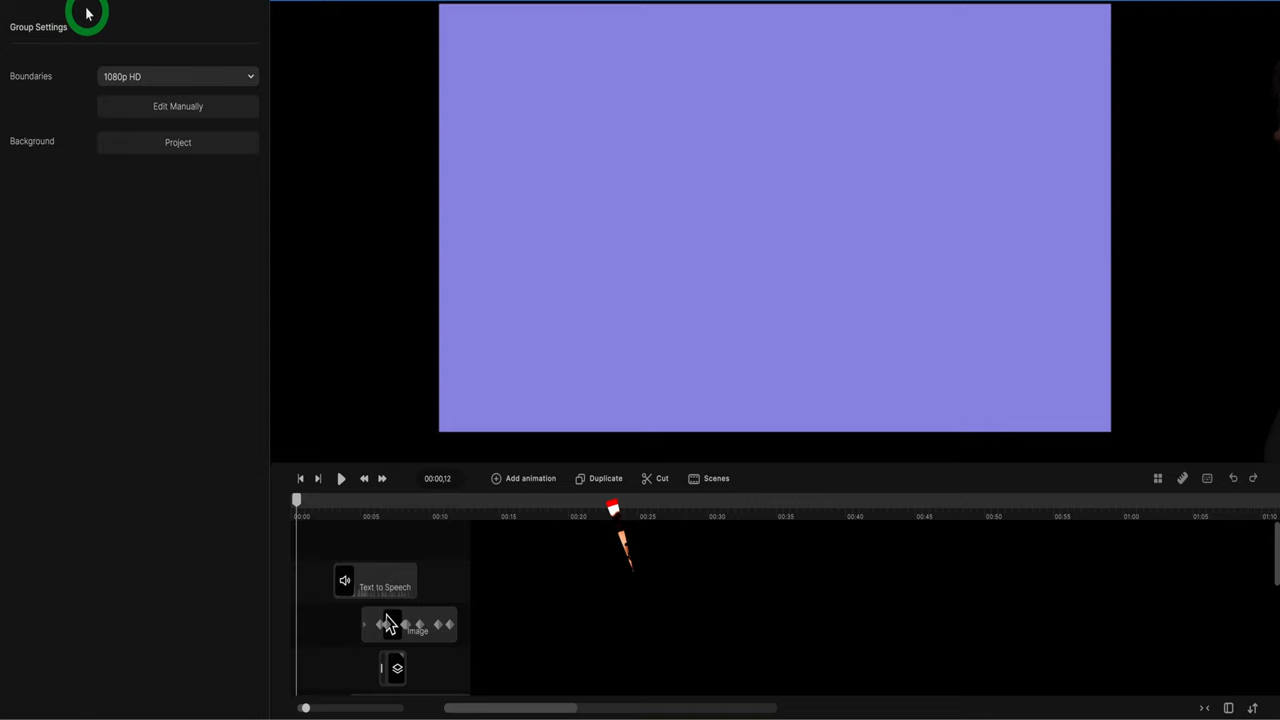 Group Settings
Boundaries
1080p HD
Edit Manually
Background
Project
00:00,12
Add animation
Duplicate
Cut
Scenes
00:00 00:05 00:10 00:15 00:20 00:25 00:30 00:35 00:40 00:45 00:50 00:55 01:00 01:05 01:10
Text to Speech
Image